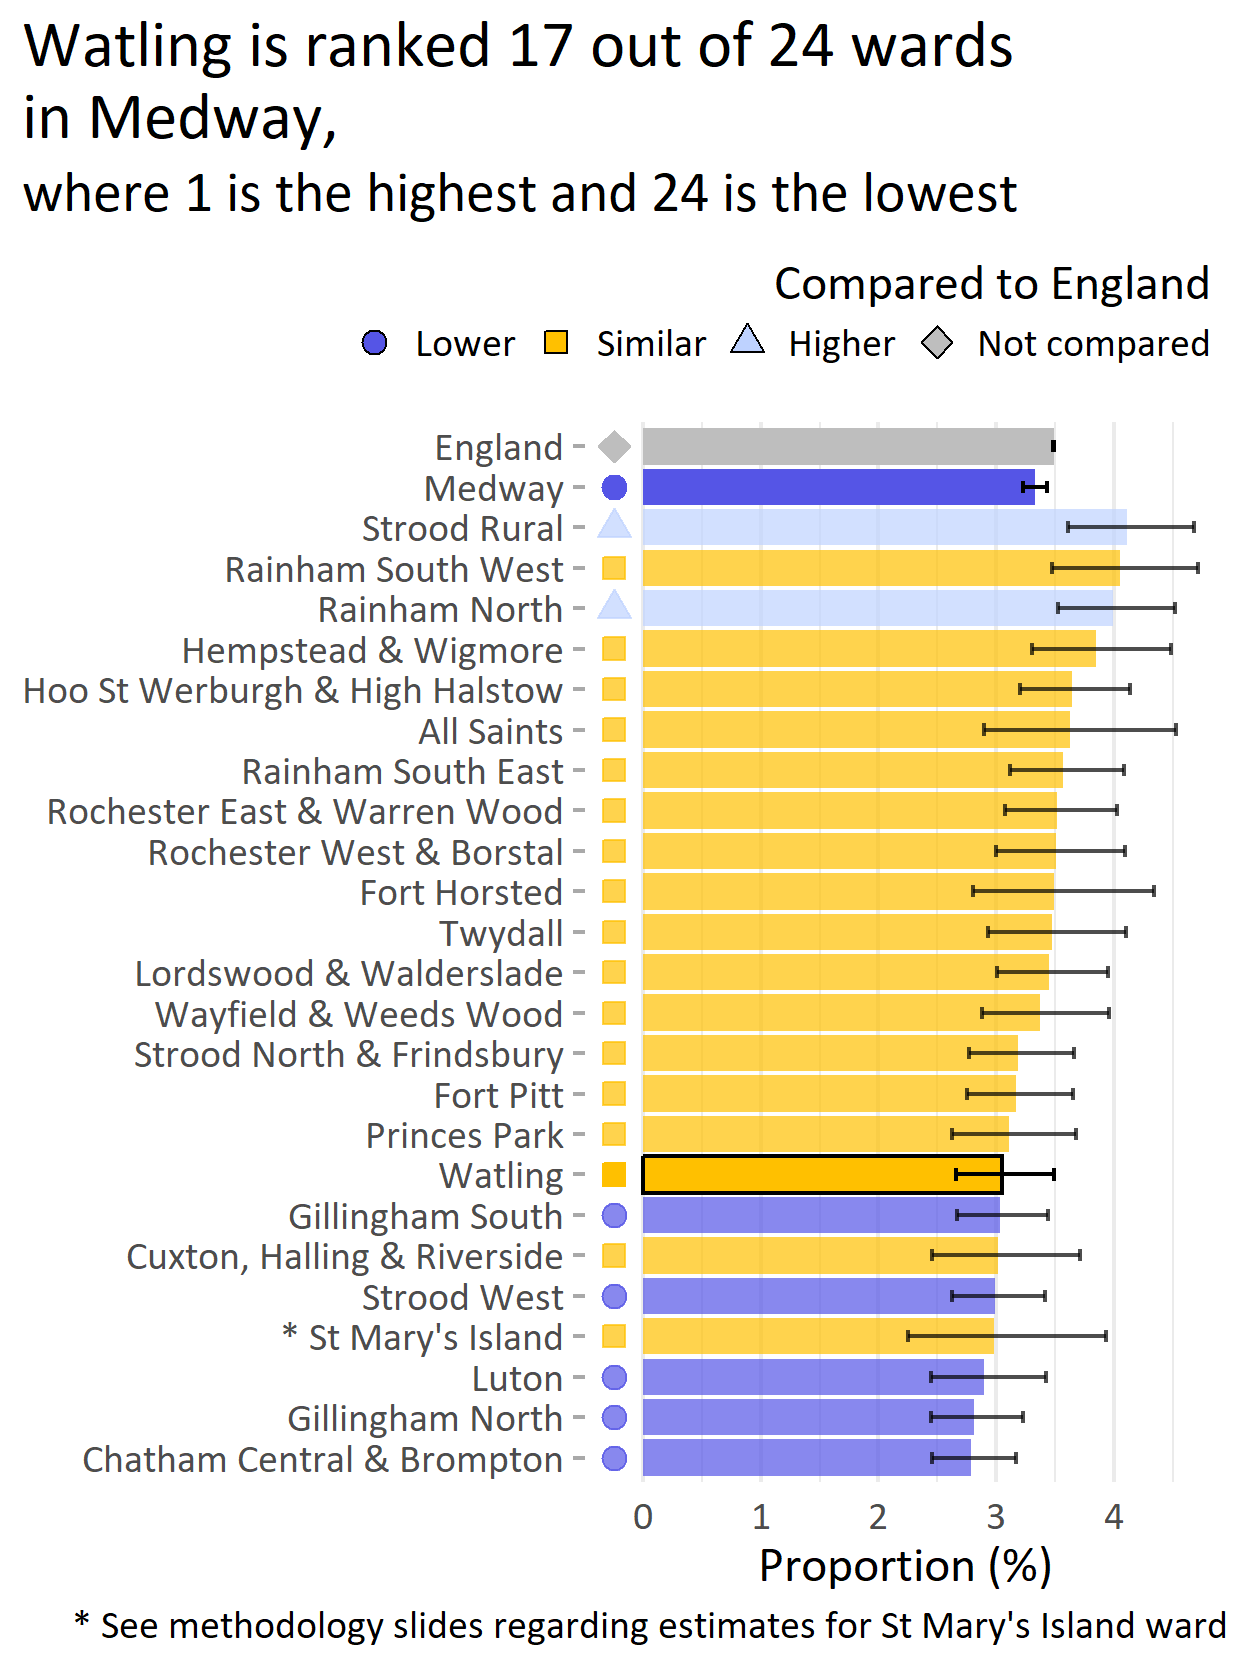 Watling is ranked 17 out of 24 wards
in Medway,
where 1 is the highest and 24 is the lowest
Compared to England
Lower Similar Higher Not compared
England
Medway
Strood Rural
Rainham South West
Rainham North
Hempstead & Wigmore
Hoo St Werburgh & High Halstow
All Saints
Rainham South East
Rochester East & Warren Wood
Rochester West & Borstal
Fort Horsted
Twydall
Lordswood & Walderslade
Wayfield & Weeds Wood
Strood North & Frindsbury
Fort Pitt
Princes Park
Watling
Gillingham South
Cuxton, Halling & Riverside
Strood West
* St Mary's Island
Luton
Gillingham North
Chatham Central & Brompton
0 1 2 3 4
Proportion (%)
* See methodology slides regarding estimates for St Mary's Island ward